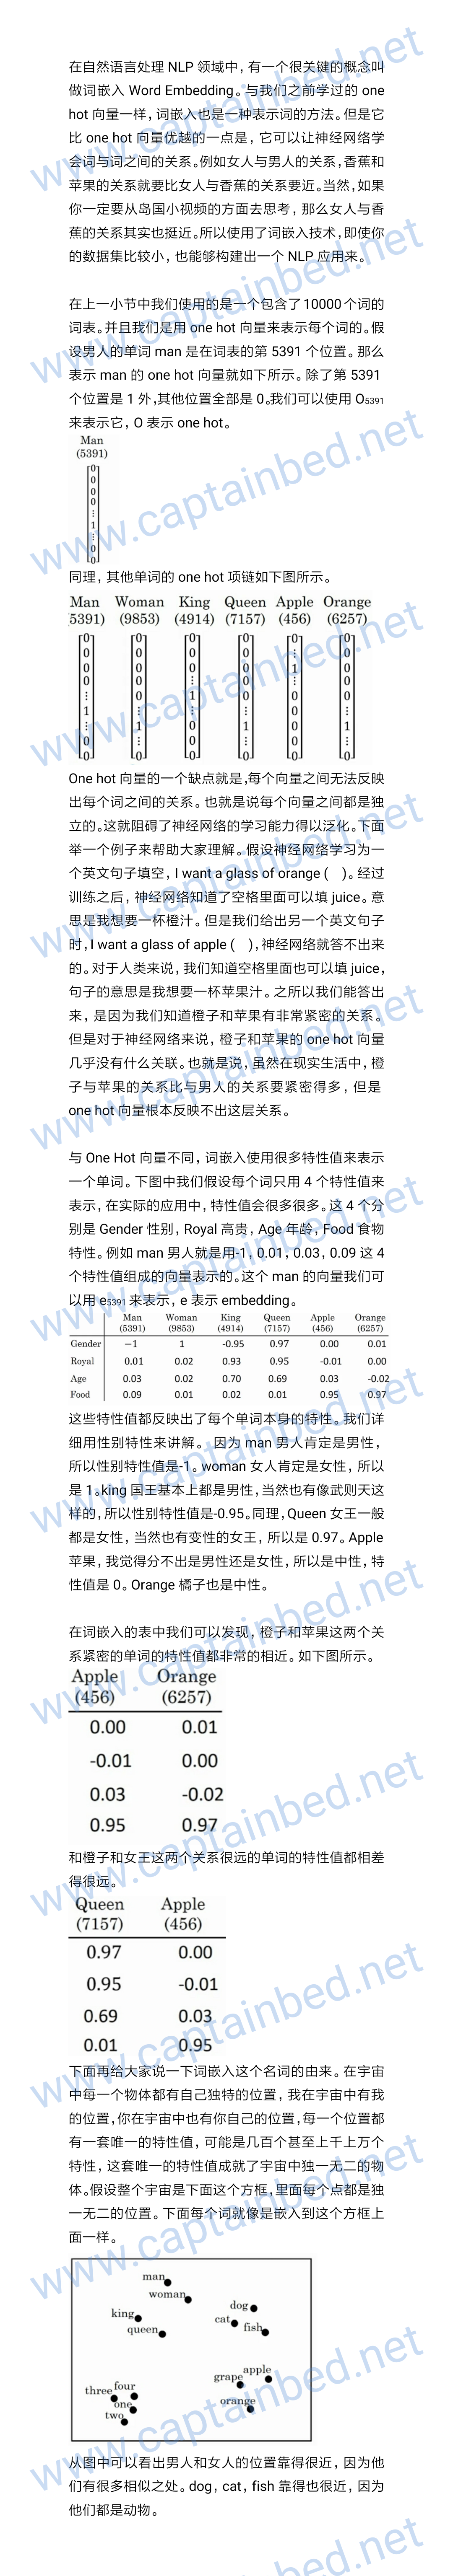 在自然语言处理 NLP 领域中，有一个很关键的概念叫
做词嵌入 Word Embedding。与我们之前学过的 one
hot 向量一样，词嵌入也是一种表示词的方法。但是它
比 one hot 向量优越的一点是，它可以让神经网络学
会词与词之间的关系。例如女人与男人的关系，香蕉和
苹果的关系就要比女人与香蕉的关系要近。当然，如果
你一定要从岛国小视频的方面去思考，那么女人与香
蕉的关系其实也挺近。所以使用了词嵌入技术，即使你
的数据集比较小，也能够构建出一个 NLP 应用来。
在上一小节中我们使用的是一个包含了 10000 个词的
词表。并且我们是用 one hot 向量来表示每个词的。假
设男人的单词 man 是在词表的第 5391 个位置。那么
表示 man 的 one hot 向量就如下所示。除了第 5391
个位置是 1 外，其他位置全部是 0。我们可以使用 O5391
来表示它，O 表示 one hot。
Man
(5391)
0
0
0
0
⋮
1
⋮
0
0
同理，其他单词的 one hot 项链如下图所示。
Man Woman King Queen Apple Orange
5391) (9853) (4914) (7157) (456) (6257)
0 0 0 0 0 0
0 0 0 0 ⋮ 0
0 0 0 0 1 0
0 0 ⋮ 0 ⋮ 0
⋮ 0 1 0 0 0
1 ⋮ ⋮ ⋮ 0 ⋮
⋮ 1 0 1 0 1
0 ⋮ 0 ⋮ 0 ⋮
0 0 0 0 0 0
One hot 向量的一个缺点就是，每个向量之间无法反映
出每个词之间的关系。也就是说每个向量之间都是独
立的。这就阻碍了神经网络的学习能力得以泛化。下面
举一个例子来帮助大家理解。假设神经网络学习为一
个英文句子填空，I want a glass of orange (   )。经过
训练之后，神经网络知道了空格里面可以填 juice。意
思是我想要一杯橙汁。但是我们给出另一个英文句子
时，I want a glass of apple (   )，神经网络就答不出来
的。对于人类来说，我们知道空格里面也可以填 juice，
句子的意思是我想要一杯苹果汁。之所以我们能答出
来，是因为我们知道橙子和苹果有非常紧密的关系。
但是对于神经网络来说，橙子和苹果的 one hot 向量
几乎没有什么关联。也就是说，虽然在现实生活中，橙
子与苹果的关系比与男人的关系要紧密得多，但是
one hot 向量根本反映不出这层关系。
与 One Hot 向量不同，词嵌入使用很多特性值来表示
一个单词。下图中我们假设每个词只用 4 个特性值来
表示，在实际的应用中，特性值会很多很多。这 4 个分
别是 Gender 性别，Royal 高贵，Age 年龄，Food 食物
特性。例如 man 男人就是用-1，0.01，0.03，0.09 这 4
个特性值组成的向量表示的。这个 man 的向量我们可
以用 e5391 来表示，e 表示 embedding。
Man Woman King Queen Apple Orange
(5391) (9853) (4914) (7157) (456) (6257)
Gender −1 1 -0.95 0.97 0.00 0.01
Royal 0.01 0.02 0.93 0.95 -0.01 0.00
Age 0.03 0.02 0.70 0.69 0.03 -0.02
Food 0.09 0.01 0.02 0.01 0.95 0.97
这些特性值都反映出了每个单词本身的特性。我们详
细用性别特性来讲解。 因为 man 男人肯定是男性，
所以性别特性值是-1。woman 女人肯定是女性，所以
是 1。king 国王基本上都是男性，当然也有像武则天这
样的，所以性别特性值是-0.95。同理，Queen 女王一般
都是女性，当然也有变性的女王，所以是 0.97。Apple
苹果，我觉得分不出是男性还是女性，所以是中性，特
性值是 0。Orange 橘子也是中性。
在词嵌入的表中我们可以发现，橙子和苹果这两个关
系紧密的单词的特性值都非常的相近。如下图所示。
Apple Orange
(456) (6257)
0.00 0.01
-0.01 0.00
0.03 -0.02
0.95 0.97
和橙子和女王这两个关系很远的单词的特性值都相差
得很远。
Queen Apple
(7157) (456)
0.97 0.00
0.95 -0.01
0.69 0.03
0.01 0.95
下面再给大家说一下词嵌入这个名词的由来。在宇宙
中每一个物体都有自己独特的位置，我在宇宙中有我
的位置，你在宇宙中也有你自己的位置，每一个位置都
有一套唯一的特性值，可能是几百个甚至上千上万个
特性，这套唯一的特性值成就了宇宙中独一无二的物
体。假设整个宇宙是下面这个方框，里面每个点都是独
一无二的位置。下面每个词就像是嵌入到这个方框上
面一样。
man
woman
king
queen
dog
cat
fish
apple
grape
orange
four
three
one
two
从图中可以看出男人和女人的位置靠得很近，因为他
们有很多相似之处。dog, cat, fish 靠得也很近，因为
他们都是动物。
www.captainbed.net
www.captainbed.net
www.captainbed.net
www.captainbed.net
www.captainbed.net
www.captainbed.net
www.captainbed.net
www.captainbed.net
www.captainbed.net
www.captainbed.net
www.captainbed.net
www.captainbed.net
www.captainbed.net